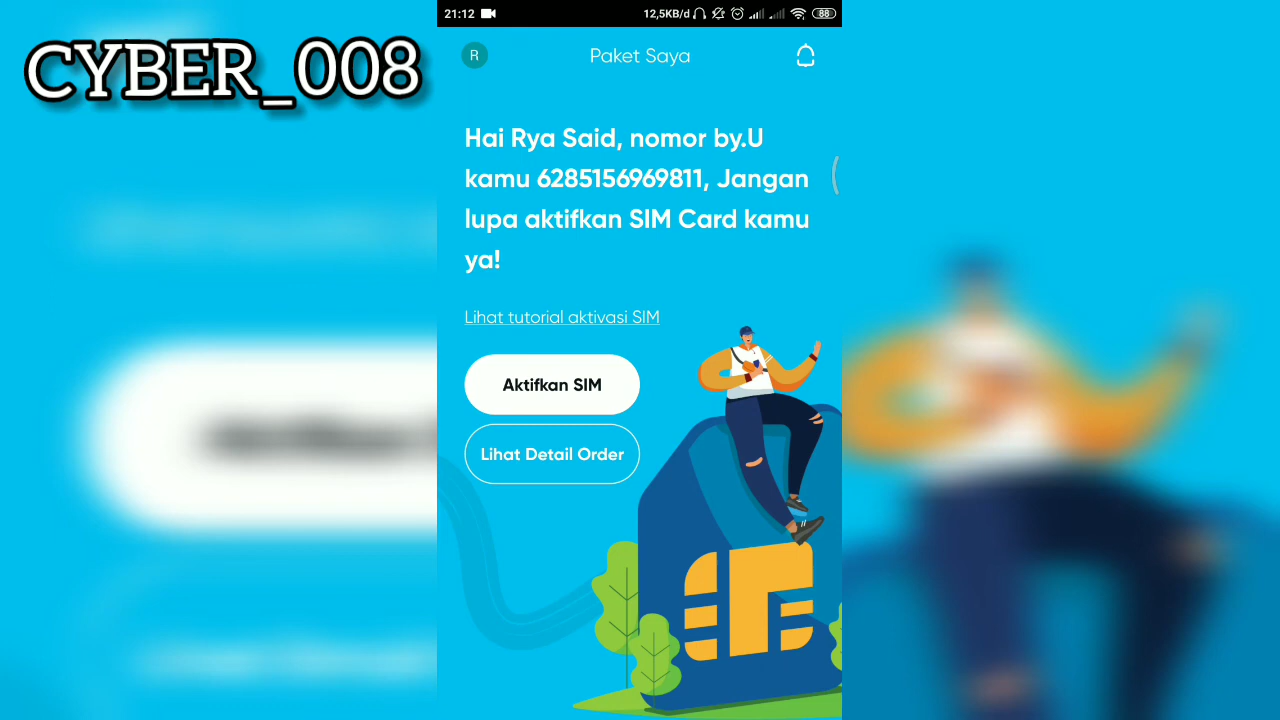 CYBER_008
21:12
12,5KB/d
88
R
Paket Saya
Hai Rya Said, nomor by.U
kamu 6285156969811, Jangan
lupa aktifkan SIM Card kamu
ya!
Lihat tutorial aktivasi SIM
Aktifkan SIM
Lihat Detail Order